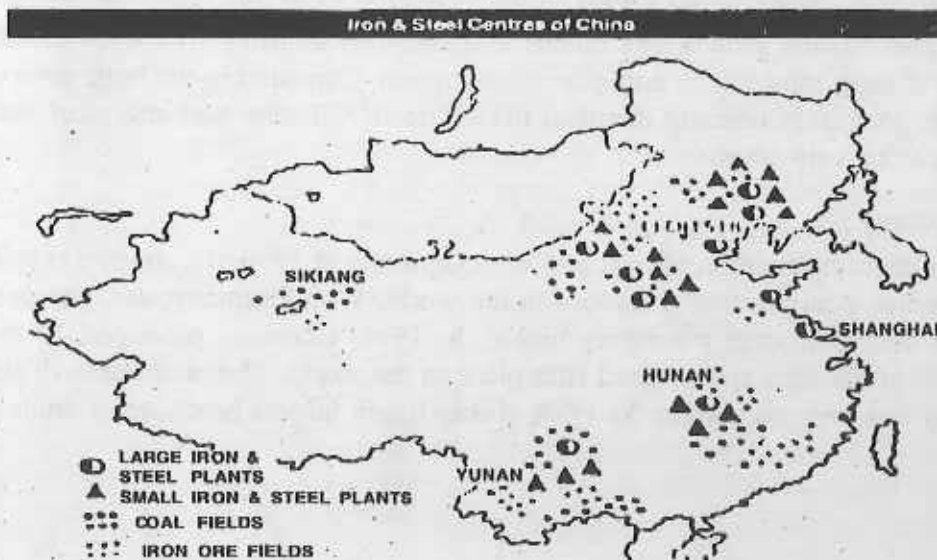 Iron & Steel Centres of China
SIKIANG
TIENTSIN
SHANGHAI
HUNAN
YUNAN
LARGE IRON &
STEEL PLANTS
SMALL IRON & STEEL PLANTS
COAL FIELDS
IRON ORE FIELDS